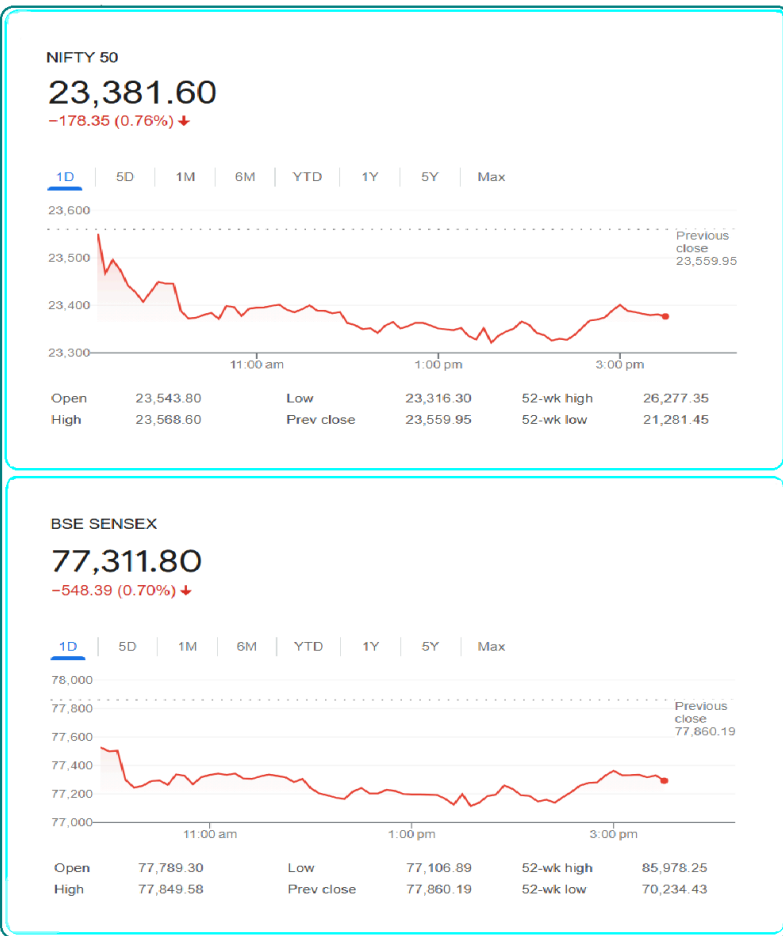 NIFTY 50
23,381.60
−178.35 (0.76%) ↓
1D 5D 1M 6M YTD 1Y 5Y Max
23,600
Previous
close
23,559.95
23,500
23,400
23,300
11:00 am 1:00 pm 3:00 pm
Open 23,543.80 Low 23,316.30 52-wk high 26,277.35
High 23,568.60 Prev close 23,559.95 52-wk low 21,281.45
BSE SENSEX
77,311.80
−548.39 (0.70%) ↓
1D 5D 1M 6M YTD 1Y 5Y Max
78,000
77,800
Previous
close
77,860.19
77,600
77,400
77,200
77,000
11:00 am 1:00 pm 3:00 pm
Open 77,789.30 Low 77,106.89 52-wk high 85,978.25
High 77,849.58 Prev close 77,860.19 52-wk low 70,234.43